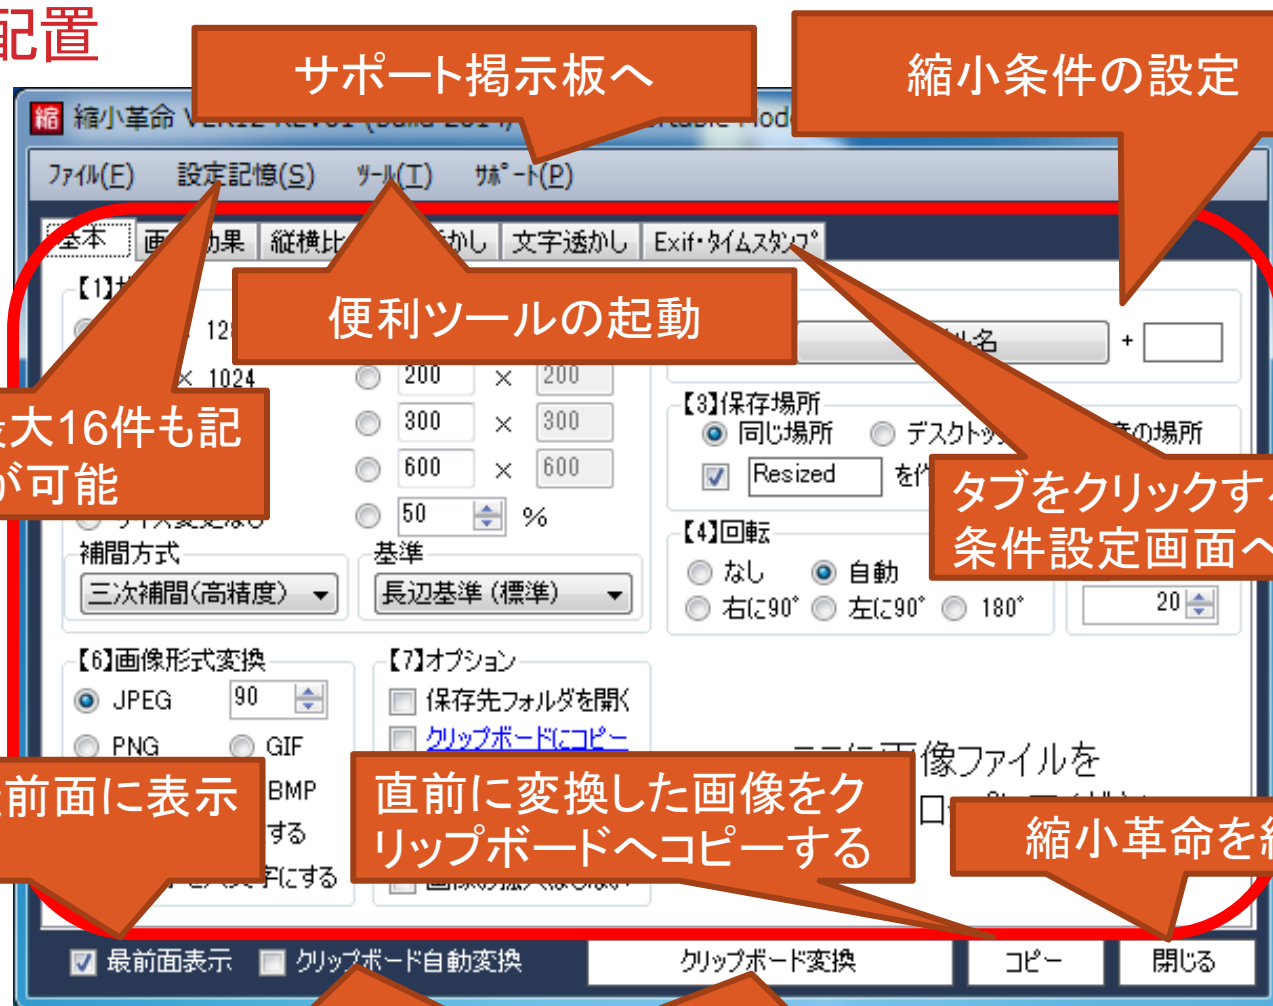 配置
サポート掲示板へ
縮小条件の設定
縮小革命
ファイル(F) 設定記憶(S) ツール(T) サポート(P)
基本 縦横比 文字透かし Exif・タイムスタンプ
【1】
便利ツールの起動
+
× 1024
200 × 200
大16件も記
が可能
300 × 300
【3】保存場所
同じ場所
の場所
600 × 600
Resized
タブをクリックす
条件設定画面へ
50 %
補間方式
基準
【4】回転
三次補間(高精度)
長辺基準 (標準)
なし 自動
右に90° 左に90° 180°
20
【6】画像形式変換
【7】オプション
JPEG 90
保存先フォルダを開く
PNG GIF
クリップボードにコピー
像ファイルを
前面に表示
BMP
する
字にする
直前に変換した画像をク
リップボードへコピーする
縮小革命を
最前面表示 クリップボード自動変換 クリップボード変換 コピー 閉じる